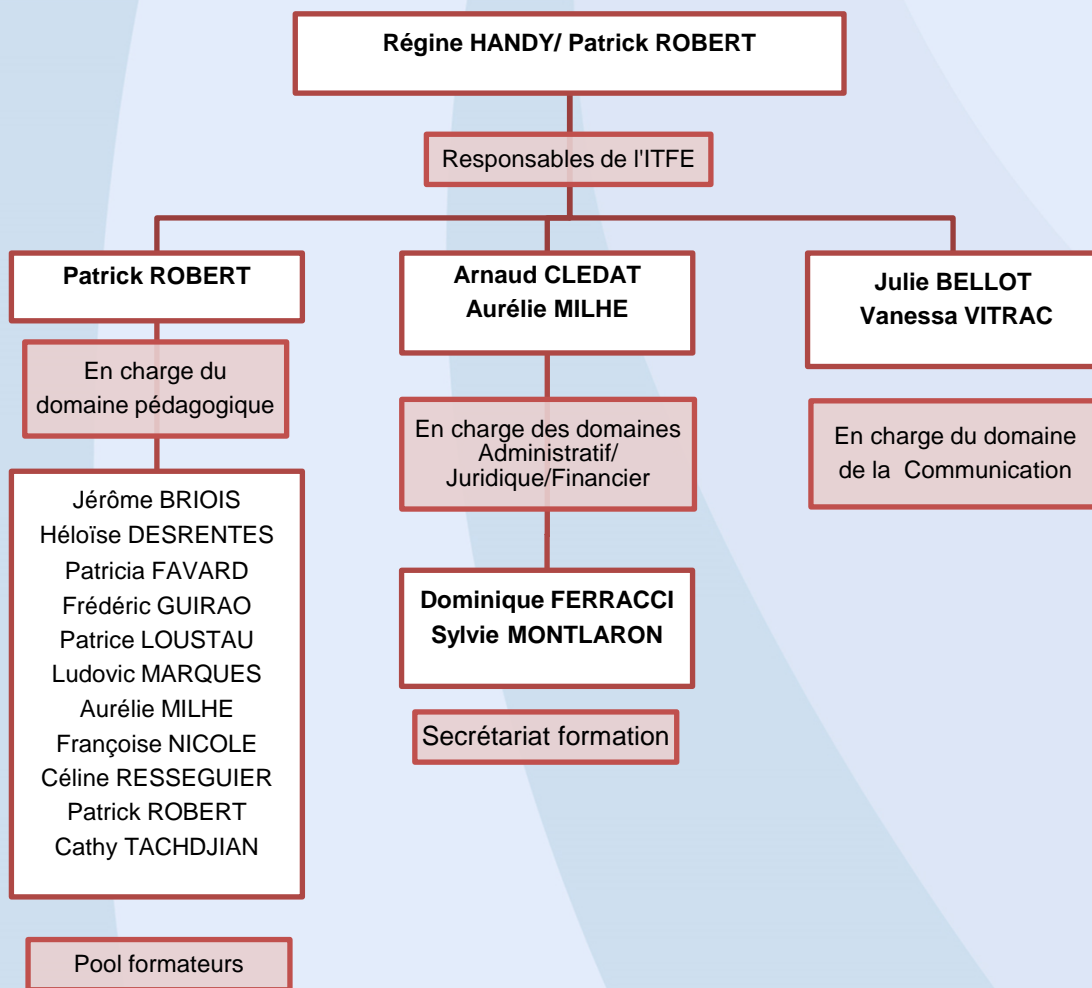 Régine HANDY/ Patrick ROBERT
Responsables de l'ITFE
Patrick ROBERT
En charge du
domaine pédagogique
Jérôme BRIOIS
Héloïse DESRENTES
Patricia FAVARD
Frédéric GUIRAO
Patrice LOUSTAU
Ludovic MARQUES
Aurélie MILHE
Françoise NICOLE
Céline RESSEGUIER
Patrick ROBERT
Cathy TACHDJIAN
Pool formateurs
Arnaud CLEDAT
Aurélie MILHE
En charge des domaines
Administratif/
Juridique/Financier
Dominique FERRACCI
Sylvie MONTLARON
Secrétariat formation
Julie BELLOT
Vanessa VITRAC
En charge du domaine
de la Communication